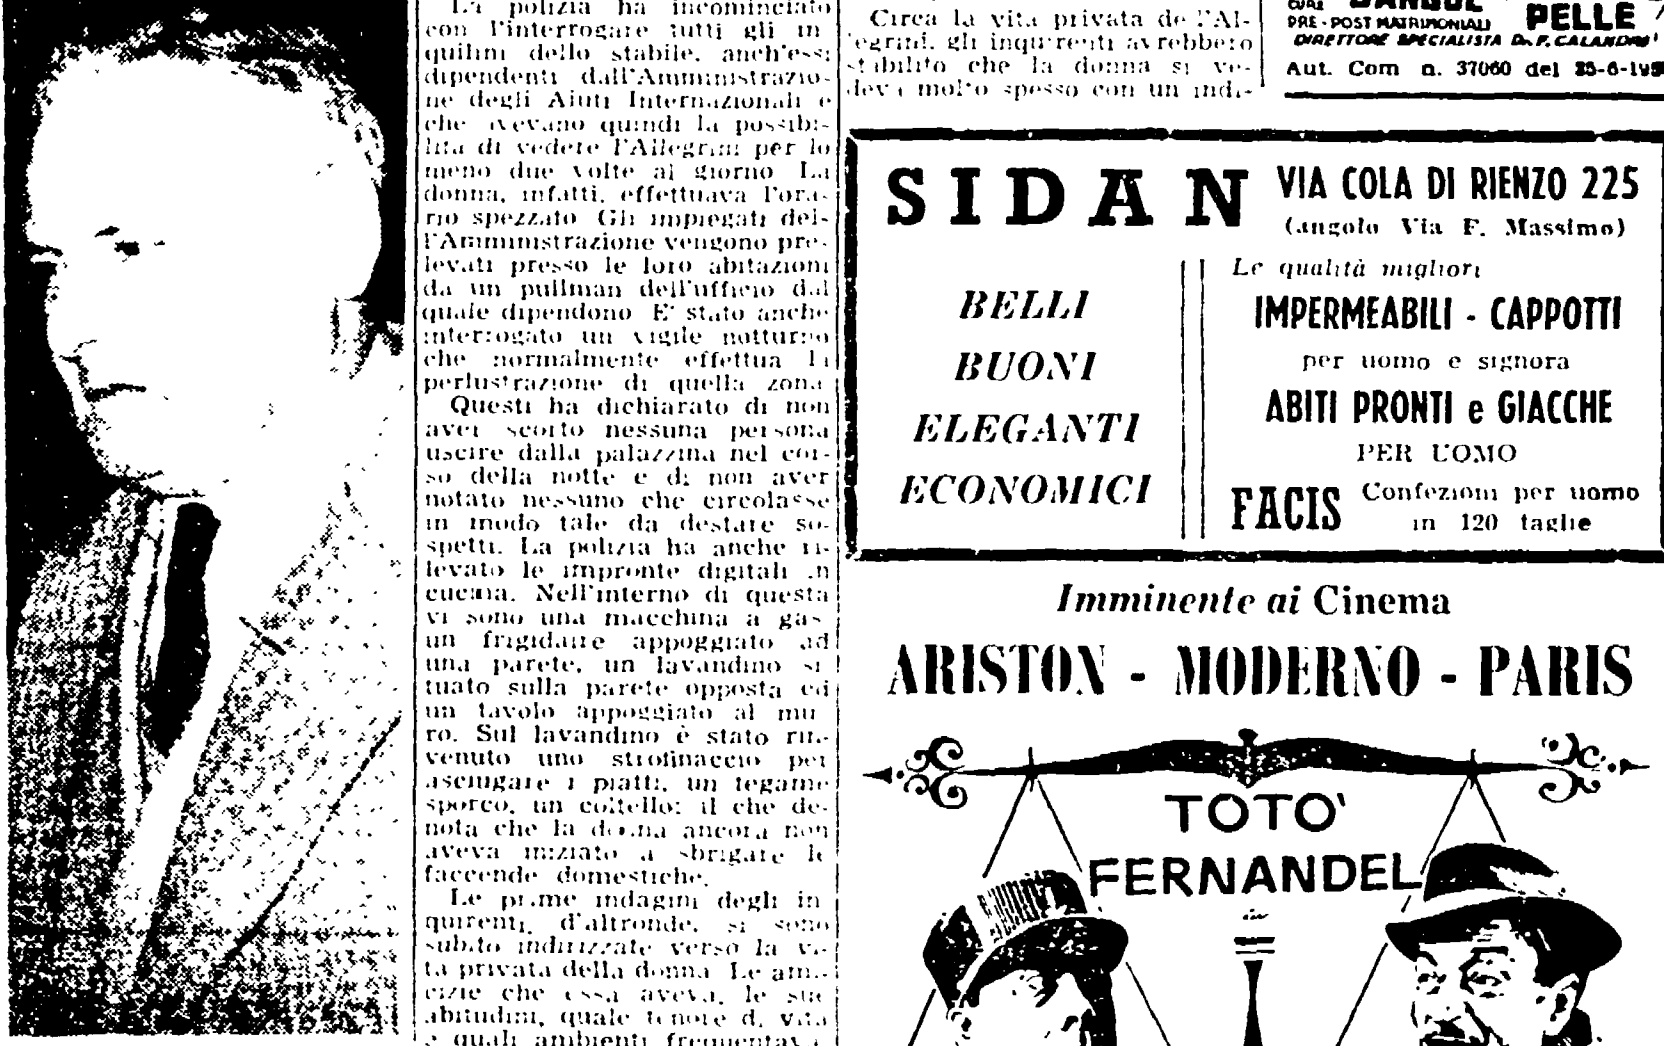 La polizia ha incominciato
con l'interrogare tutti gli in
quilini dello stabile, anch'essi
dipendenti dall'Amministrazio-
ne degli Aiuti Internazionali e
che avevano quindi la possibi-
lità di vedere l'Allegrini per lo
meno due volte al giorno La
donna, infatti, effettuava l'ora-
rio spezzato Gli impiegati del-
l'Amministrazione vengono pre-
levati presso le loro abitazioni
da un pullman dell'ufficio dal
quale dipendono E' stato anche
interrogato un vigile notturno
che normalmente effettua la
perlustrazione di quella zona
Questi ha dichiarato di non
aver scorto nessuna persona
uscire dalla palazzina nel cor-
so della notte e di non aver
notato nessuno che circolasse
in modo tale da destare so-
spetti. La polizia ha anche ri-
levato le impronte digitali in
cucina. Nell'interno di questa
vi sono una macchina a gas
un frigidaire appoggiato ad
una parete, un lavandino si
tuato sulla parete opposta ed
un tavolo appoggiato al mu
ro. Sul lavandino è stato rin-
venuto uno strofinaccio per
asciugare i piatti, un tegame
sporco, un coltello: il che de-
nota che la donna ancora non
aveva iniziato a sbrigare le
faccende domestiche.
Le prime indagini degli in
quirenti, d'altronde, si sono
subito indirizzate verso la vi-
ta privata della donna Le ami-
cizie che essa aveva, le sue
abitudini, quale tenore di vita
e quali ambienti frequentava
Circa la vita privata de l'Al-
legrini, gli inquirenti avrebbero
stabilito che la donna si ve-
deva molto spesso con un indi-
CURE SANGUE
PRE-POST MATRIMONIALI PELLE
DIRETTORE SPECIALISTA Dr. F. CALANDRI
Aut. Com n. 37060 del 25-6-195
SIDAN
VIA COLA DI RIENZO 225
(angolo Via F. Massimo)
BELLI
BUONI
ELEGANTI
ECONOMICI
Le qualità migliori
IMPERMEABILI - CAPPOTTI
per uomo e signora
ABITI PRONTI e GIACCHE
PER UOMO
FACIS Confezioni per uomo
in 120 taglie
Imminente ai Cinema
ARISTON - MODERNO - PARIS
TOTO'
FERNANDEL
in